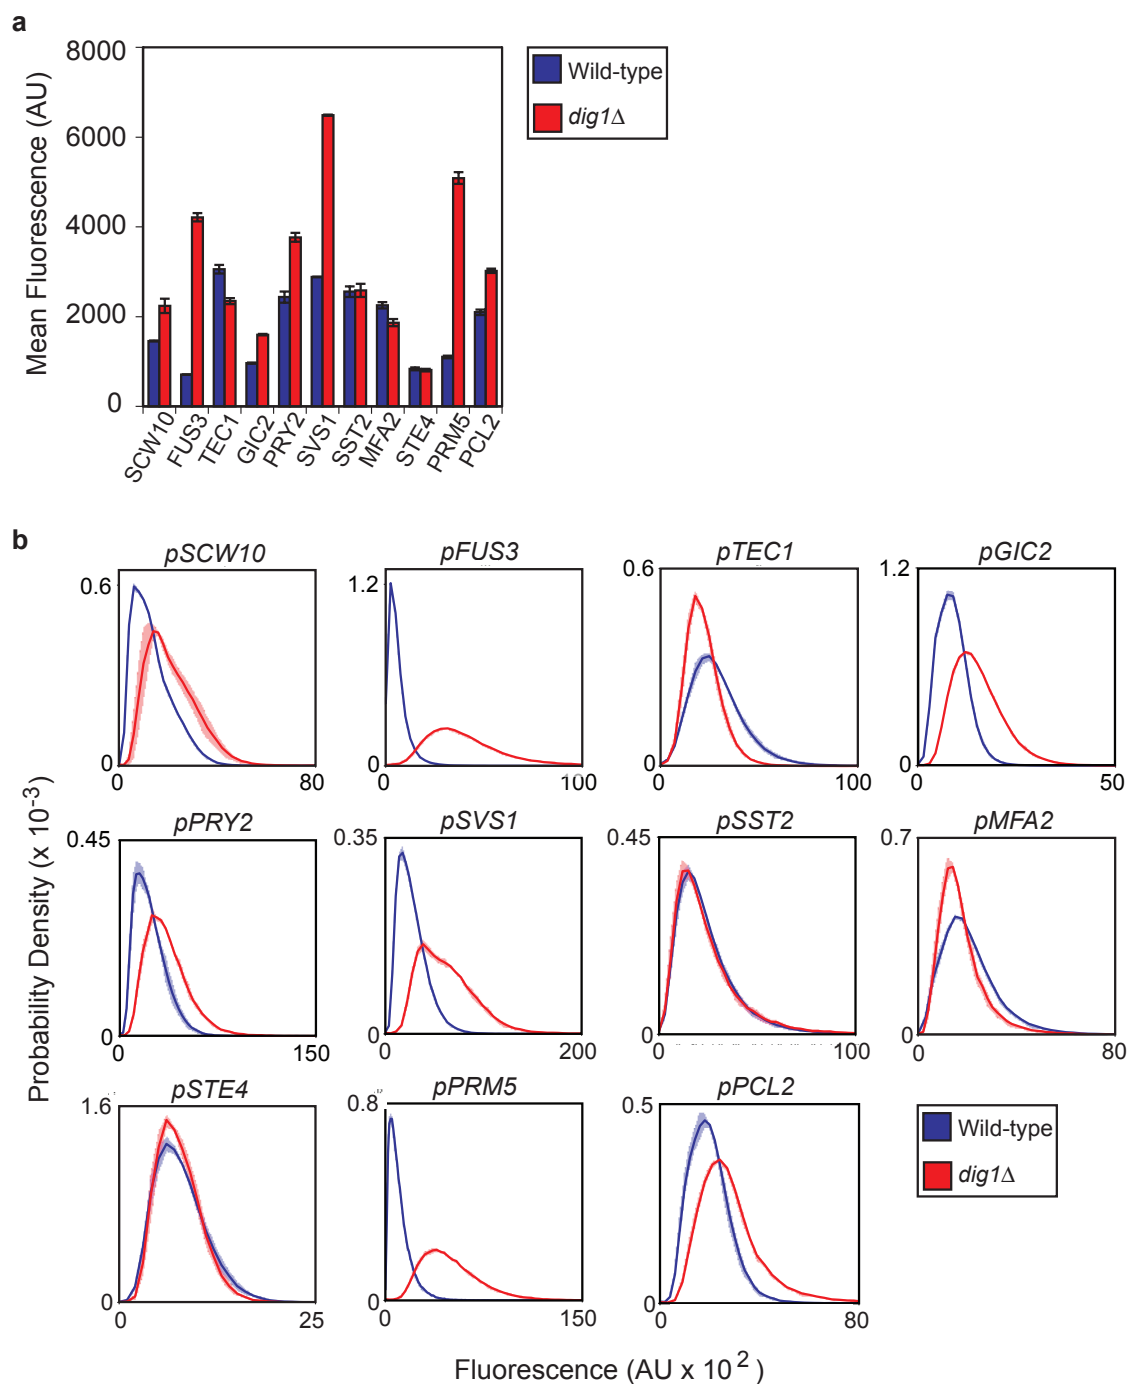 a
Mean Fluorescence (AU)
8000
6000
4000
2000
0
SCW10
FUS3
TEC1
GIC2
PRY2
SVS1
SST2
MFA2
STE4
PRM5
PCL2
Wild-type
dig1Δ
b
Probability Density (x 10⁻³)
pSCW10
0.6
0
0
80
pFUS3
1.2
0
0
100
pTEC1
0.6
0
0
100
pGIC2
1.2
0
0
50
pPRY2
0.45
0
0
150
pSVS1
0.35
0
0
200
pSST2
0.45
0
0
100
pMFA2
0.7
0
0
80
pSTE4
1.6
0
0
25
pPRM5
0.8
0
0
150
pPCL2
0.5
0
0
80
Wild-type
dig1Δ
Fluorescence (AU x 10²)